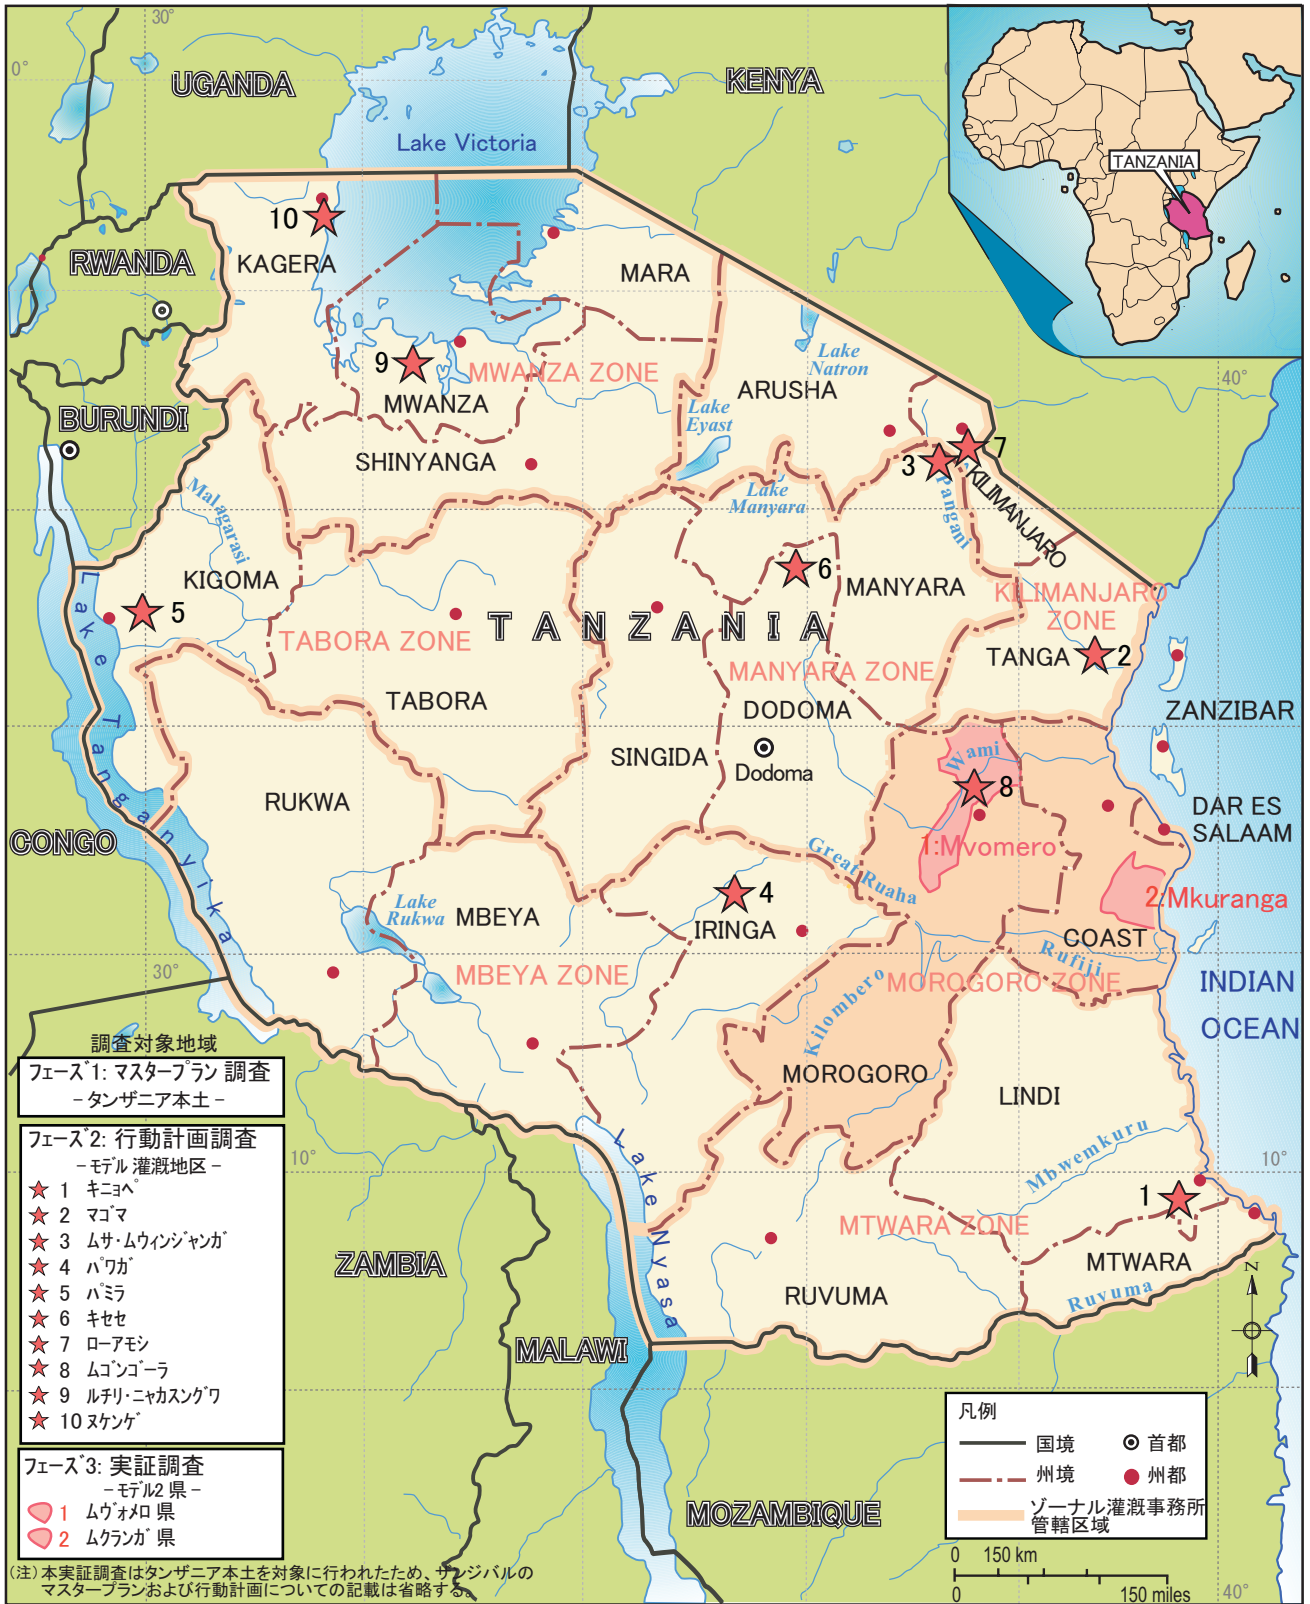 30°
0°
UGANDA
KENYA
Lake Victoria
TANZANIA
10
KAGERA
RWANDA
MARA
9
MWANZA ZONE
MWANZA
Lake
Natron
ARUSHA
40°
BURUNDI
Lake
Eyast
SHINYANGA
7
3
KILIMANJARO
Pangani
Lake
Manyara
Malagarasi
KIGOMA
5
6
MANYARA
KILIMANJARO
ZONE
TANZANIA
TABORA ZONE
TANGA
2
MANYARA ZONE
TABORA
DODOMA
ZANZIBAR
Lake Tanganyika
SINGIDA
Dodoma
Wami
8
RUKWA
DAR ES
SALAAM
CONGO
1:Mvomero
Great Ruaha
2:Mkuranga
4
Lake
Rukwa
MBEYA
IRINGA
COAST
Rufiji
30°
MBEYA ZONE
MOROGORO ZONE
INDIAN
OCEAN
Kilombero
MOROGORO
LINDI
Mbwemkuru
10°
10°
Lake Nyasa
1
MTWARA ZONE
MTWARA
ZAMBIA
RUVUMA
Ruvuma
N
MALAWI
MOZAMBIQUE
調査対象地域
フェーズ1: マスタープラン 調査
- タンザニア本土 -
フェーズ2: 行動計画調査
- モデル 灌漑地区 -
1 キニョペ
2 マゴマ
3 ムサ・ムウィンジャンガ
4 パワガ
5 パミラ
6 キセセ
7 ローアモシ
8 ムゴンゴーラ
9 ルチリ・ニャカスングワ
10 ヌケンゲ
フェーズ3: 実証調査
- モデル2 県 -
1 ムヴォメロ 県
2 ムクランガ 県
(注) 本実証調査はタンザニア本土を対象に行われたため、ザンジバルの
マスタープランおよび行動計画についての記載は省略する。
凡例
国境
首都
州境
州都
ゾーナル灌漑事務所
管轄区域
0 150 km
0 150 miles
40°